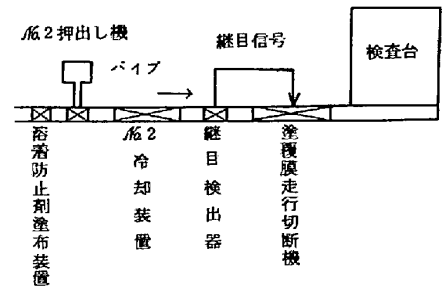 №2押出し機
継目信号
検査台
パイプ
溶着防止剤塗布装置
№2冷却装置
継目検出器
塗覆膜走行切断機